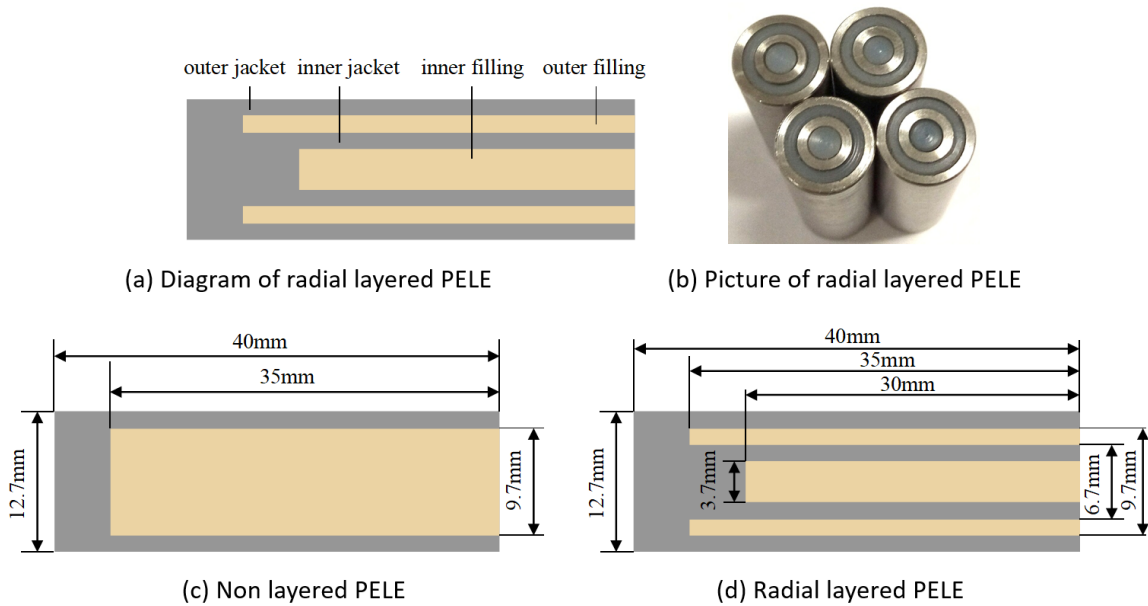 outer jacket inner jacket inner filling outer filling
(a) Diagram of radial layered PELE
(b) Picture of radial layered PELE
40mm
35mm
12.7mm
9.7mm
(c) Non layered PELE
40mm
35mm
30mm
12.7mm
3.7mm
6.7mm
9.7mm
(d) Radial layered PELE